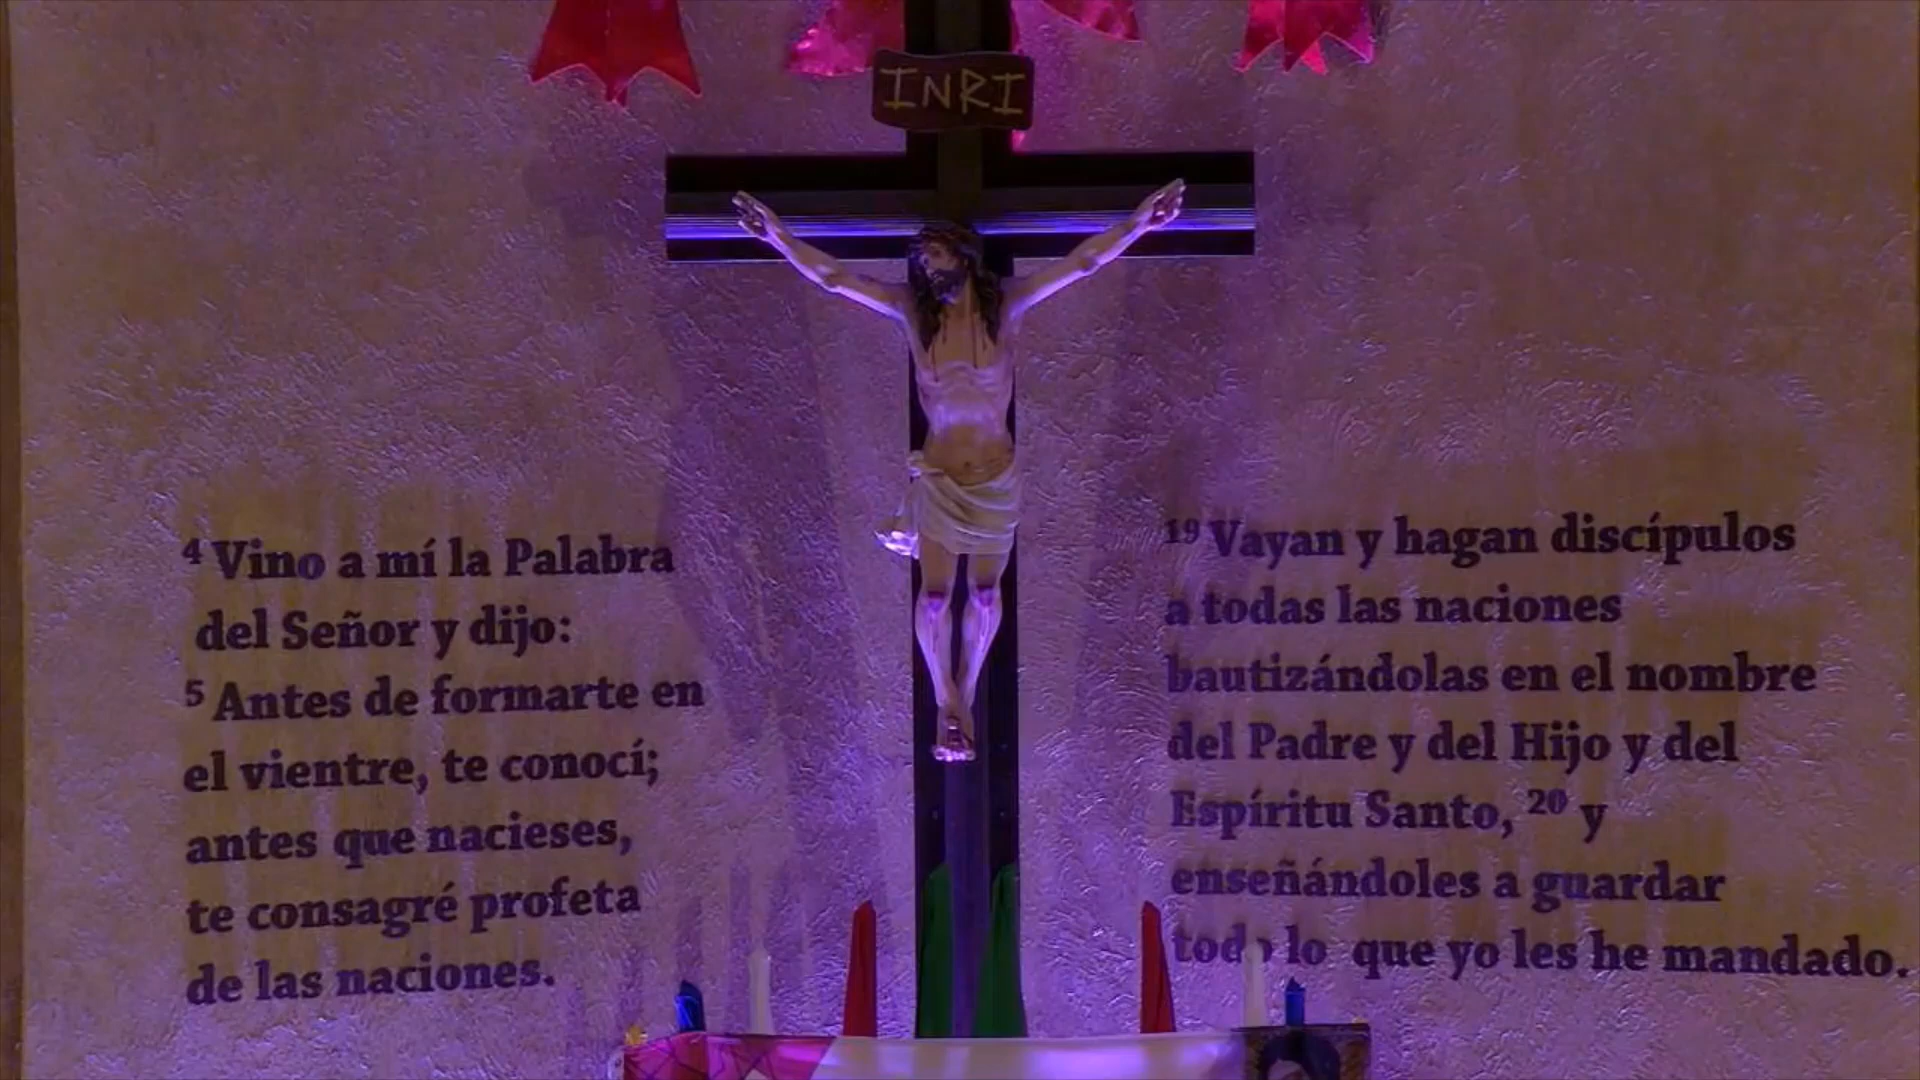 INRI
4 Vino a mí la Palabra
del Señor y dijo:
5 Antes de formarte en
el vientre, te conocí;
antes que nacieses,
te consagré profeta
de las naciones.
19 Vayan y hagan discípulos
a todas las naciones
bautizándolas en el nombre
del Padre y del Hijo y del
Espíritu Santo, 20 y
enseñándoles a guardar
todo lo que yo les he mandado.